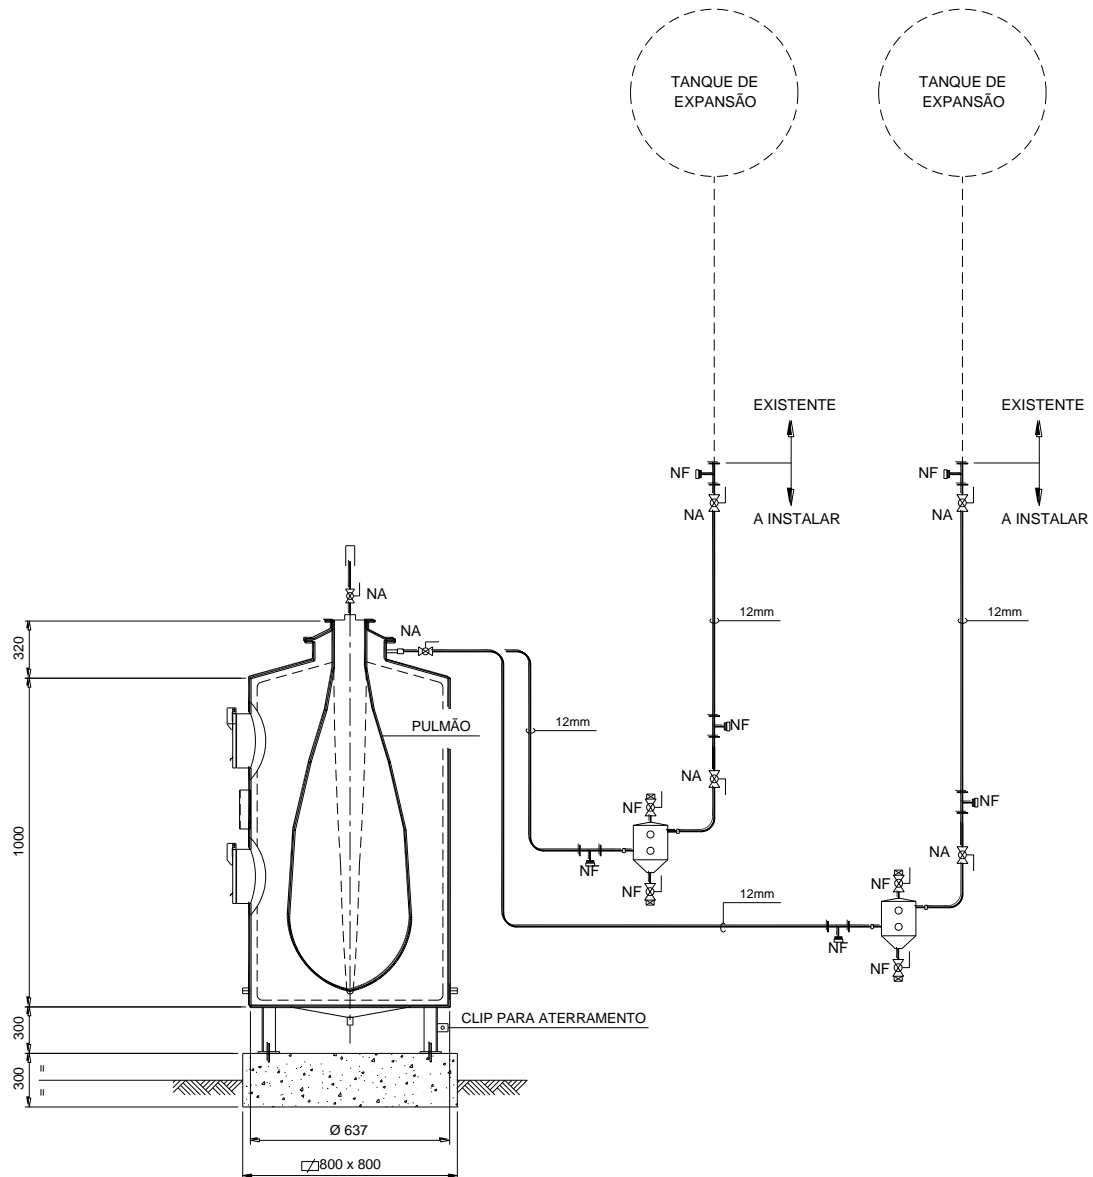 TANQUE DE
EXPANSÃO
TANQUE DE
EXPANSÃO
EXISTENTE
EXISTENTE
NF
NF
NA
A INSTALAR
NA
A INSTALAR
NA
12mm
12mm
320
NA
PULMÃO
12mm
NF
NA
NF
NF
1000
NA
NF
NF
NF
12mm
NF
NF
300
CLIP PARA ATERRAMENTO
300
=
=
Ø 637
800 x 800